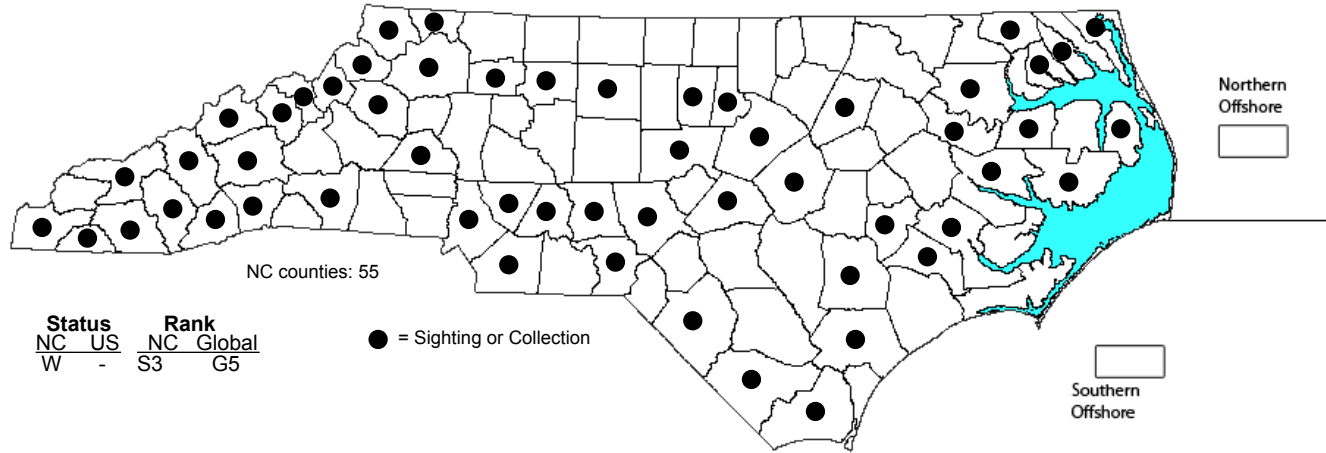 Northern
Offshore
NC counties: 55
Status Rank
NC US NC Global
W - S3 G5
= Sighting or Collection
Southern
Offshore